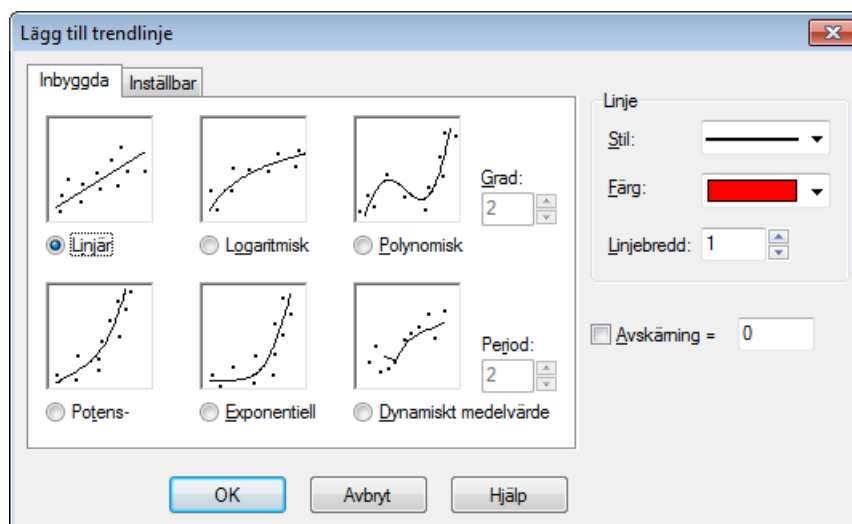 Lägg till trendlinje
Inbyggda
Inställbar
Linjär
Logaritmisk
Polynomisk
Grad:
2
Potens-
Exponentiell
Dynamiskt medelvärde
Period:
2
Linje
Stil:
Färg:
Linjebredd: 1
Avskärning = 0
OK
Avbryt
Hjälp